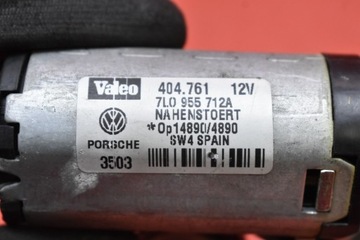 Valeo 404.761 12V
7L0 955 712A
NAHENSTOERT
*Op14890/4890
PORSCHE SW4 SPAIN
3503